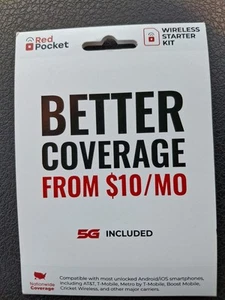 Red
Pocket
WIRELESS
STARTER
KIT
BETTER
COVERAGE
FROM $10/MO
5G INCLUDED
Nationwide
Coverage
Compatible with most unlocked Android/iOS smartphones,
including AT&T, T-Mobile, Metro by T-Mobile, Boost Mobile,
Cricket Wireless, and other major carriers